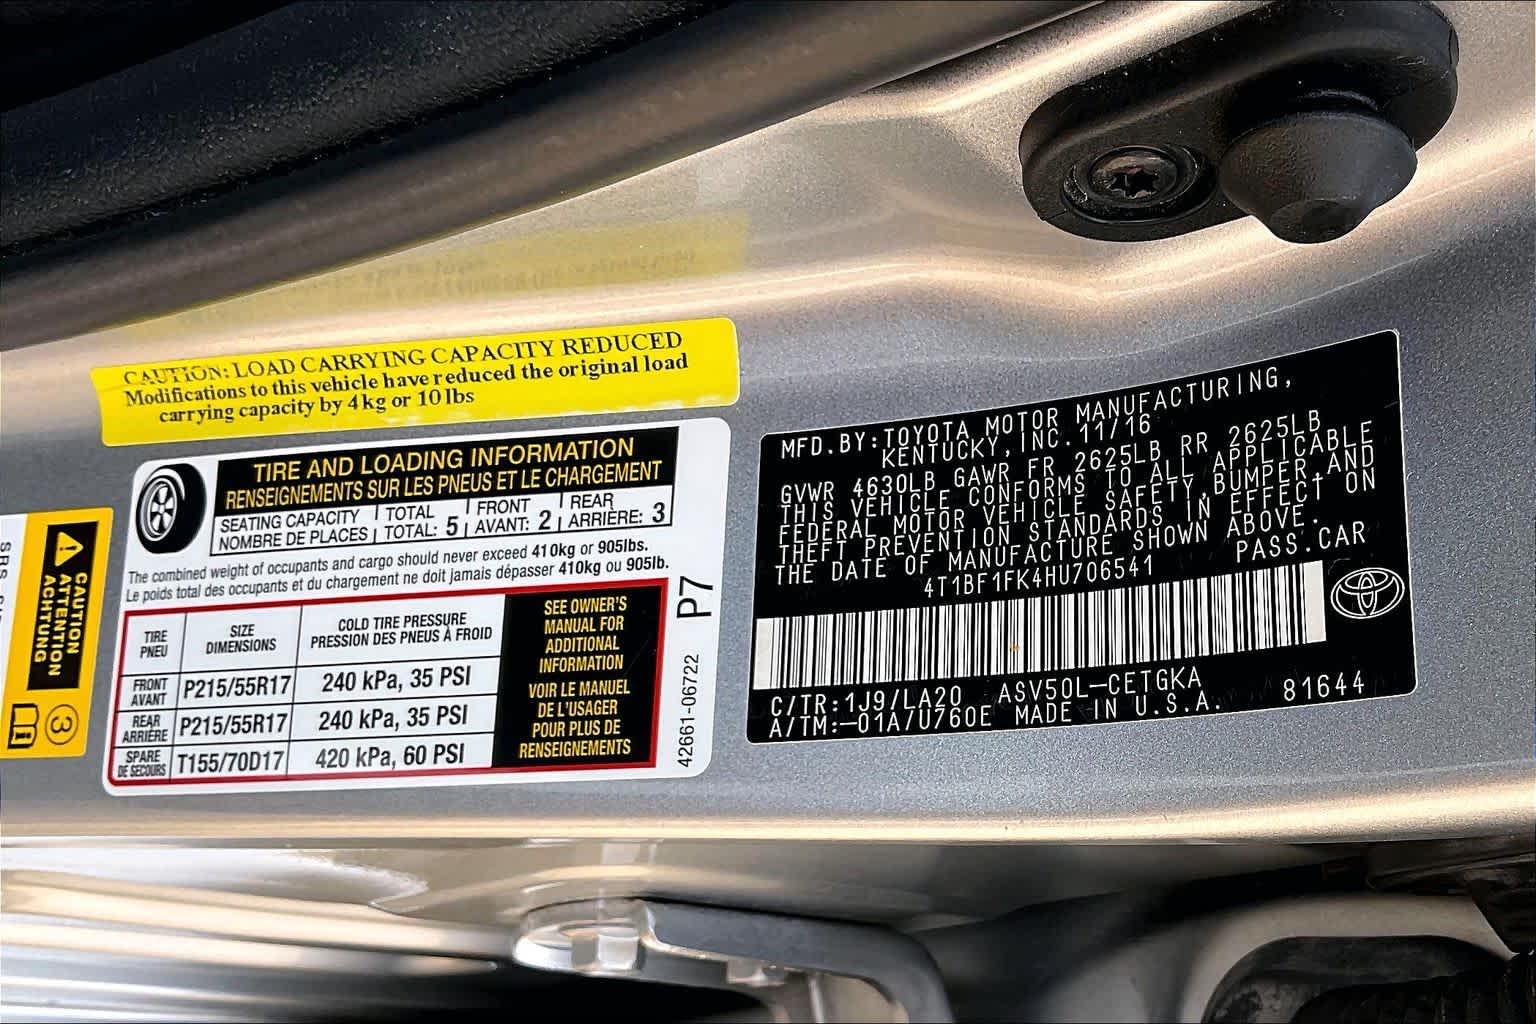 CAUTION: LOAD CARRYING CAPACITY REDUCED
Modifications to this vehicle have reduced the original load
carrying capacity by 4kg or 10lbs
TIRE AND LOADING INFORMATION
RENSEIGNEMENTS SUR LES PNEUS ET LE CHARGEMENT
SEATING CAPACITY TOTAL FRONT REAR
NOMBRE DE PLACES TOTAL: 5 AVANT: 2 ARRIÈRE: 3
The combined weight of occupants and cargo should never exceed 410kg or 905lbs.
Le poids total des occupants et du chargement ne doit jamais dépasser 410kg ou 905lb.
TIRE
PNEU
SIZE
DIMENSIONS
COLD TIRE PRESSURE
PRESSION DES PNEUS À FROID
FRONT
AVANT
P215/55R17
240 kPa, 35 PSI
REAR
ARRIÈRE
P215/55R17
240 kPa, 35 PSI
SPARE
DE SECOURS
T155/70D17
420 kPa, 60 PSI
SEE OWNER'S
MANUAL FOR
ADDITIONAL
INFORMATION
VOIR LE MANUEL
DE L'USAGER
POUR PLUS DE
RENSEIGNEMENTS
P7
42661-06722
CAUTION
ATTENTION
ACHTUNG
3
MFD.BY:TOYOTA MOTOR MANUFACTURING,
KENTUCKY,INC.11/16
GVWR 4630LB GAWR FR 2625LB RR 2625LB
THIS VEHICLE CONFORMS TO ALL APPLICABLE
FEDERAL MOTOR VEHICLE SAFETY,BUMPER,AND
THEFT PREVENTION STANDARDS IN EFFECT ON
THE DATE OF MANUFACTURE SHOWN ABOVE.
4T1BF1FK4HU706541 PASS.CAR
C/TR:1J9/LA20 ASV50L-CETGKA 81644
A/TM:-01A/U760E MADE IN U.S.A.